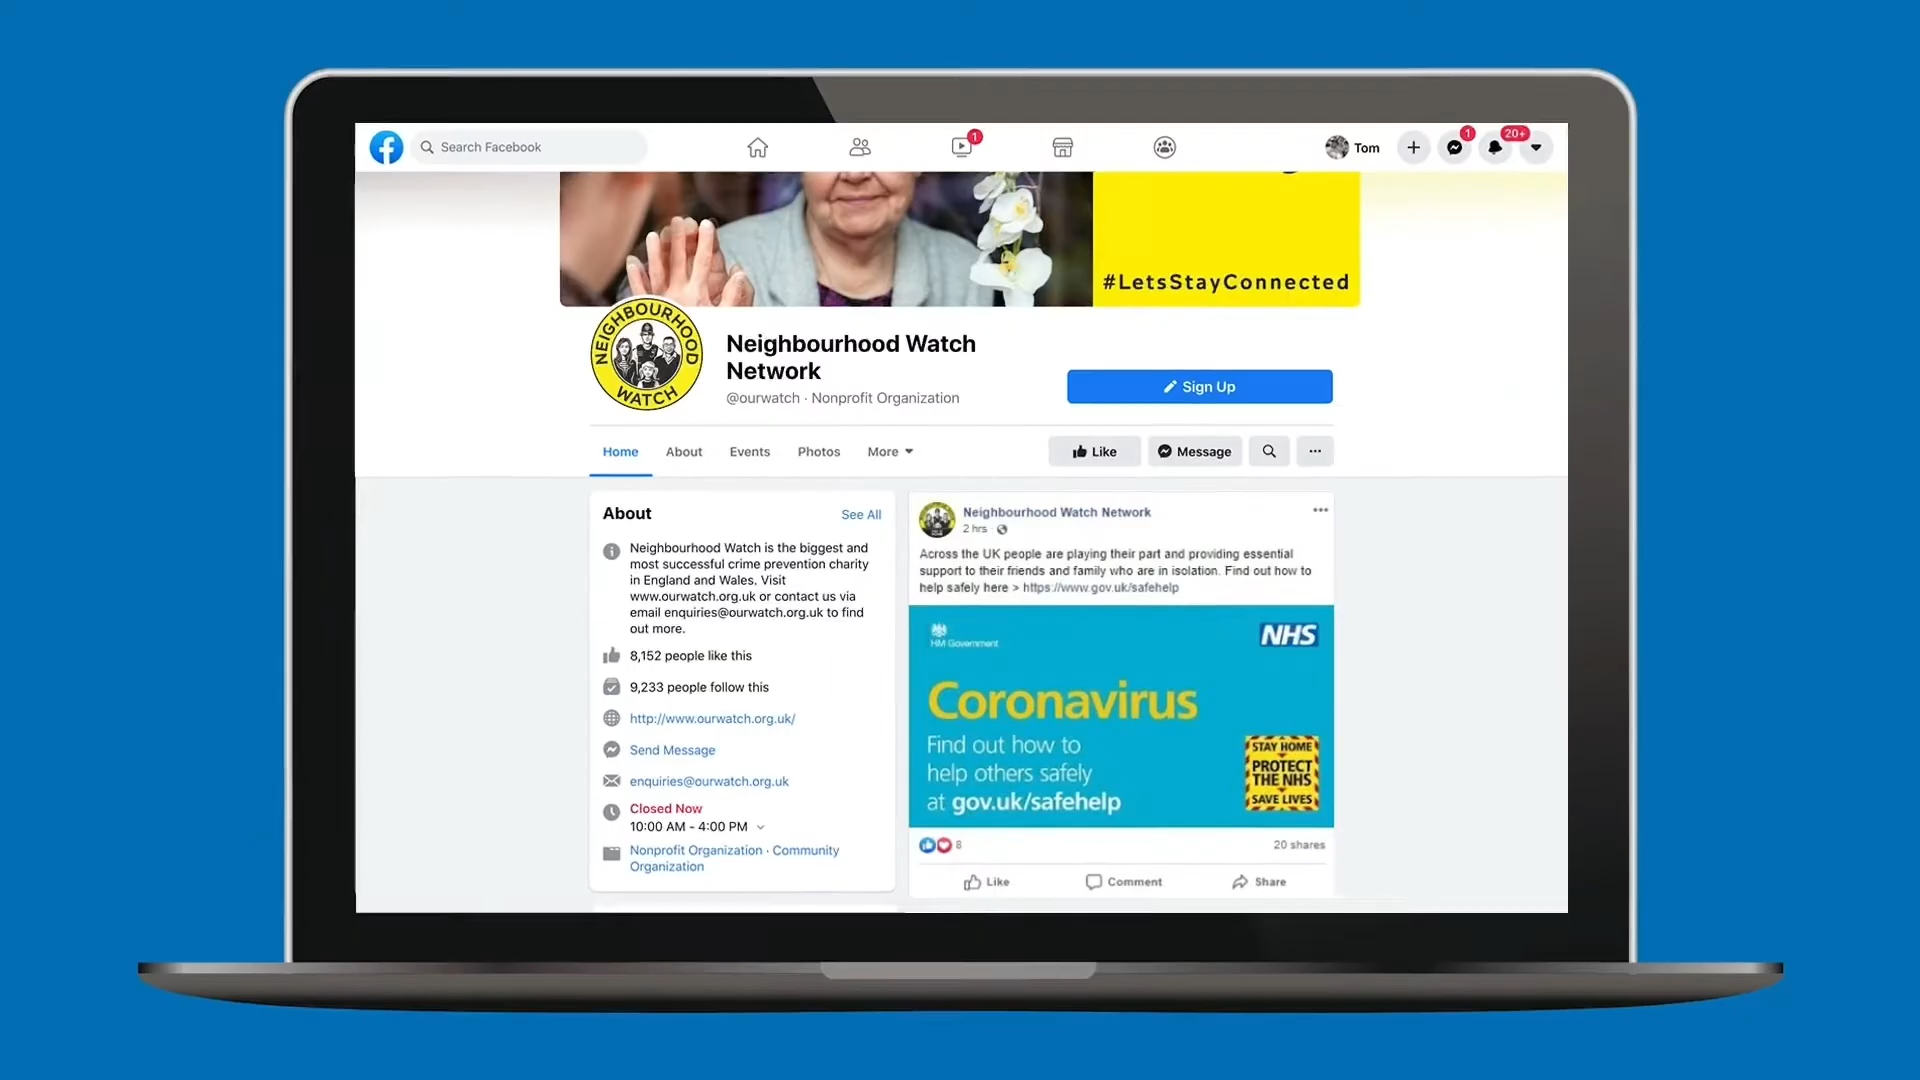 Search Facebook
1
Tom
1
20+
#LetsStayConnected
NEIGHBOURHOOD
WATCH
Neighbourhood Watch
Network
@ourwatch · Nonprofit Organization
Sign Up
Home
About
Events
Photos
More
Like
Message
About
See All
Neighbourhood Watch is the biggest and
most successful crime prevention charity
in England and Wales. Visit
www.ourwatch.org.uk or contact us via
email enquiries@ourwatch.org.uk to find
out more.
8,152 people like this
9,233 people follow this
http://www.ourwatch.org.uk/
Send Message
enquiries@ourwatch.org.uk
Closed Now
10:00 AM - 4:00 PM
Nonprofit Organization · Community
Organization
Neighbourhood Watch Network
2 hrs ·
Across the UK people are playing their part and providing essential
support to their friends and family who are in isolation. Find out how to
help safely here > https://www.gov.uk/safehelp
HM Government
NHS
Coronavirus
Find out how to
help others safely
at gov.uk/safehelp
STAY HOME
PROTECT
THE NHS
SAVE LIVES
8
20 shares
Like
Comment
Share